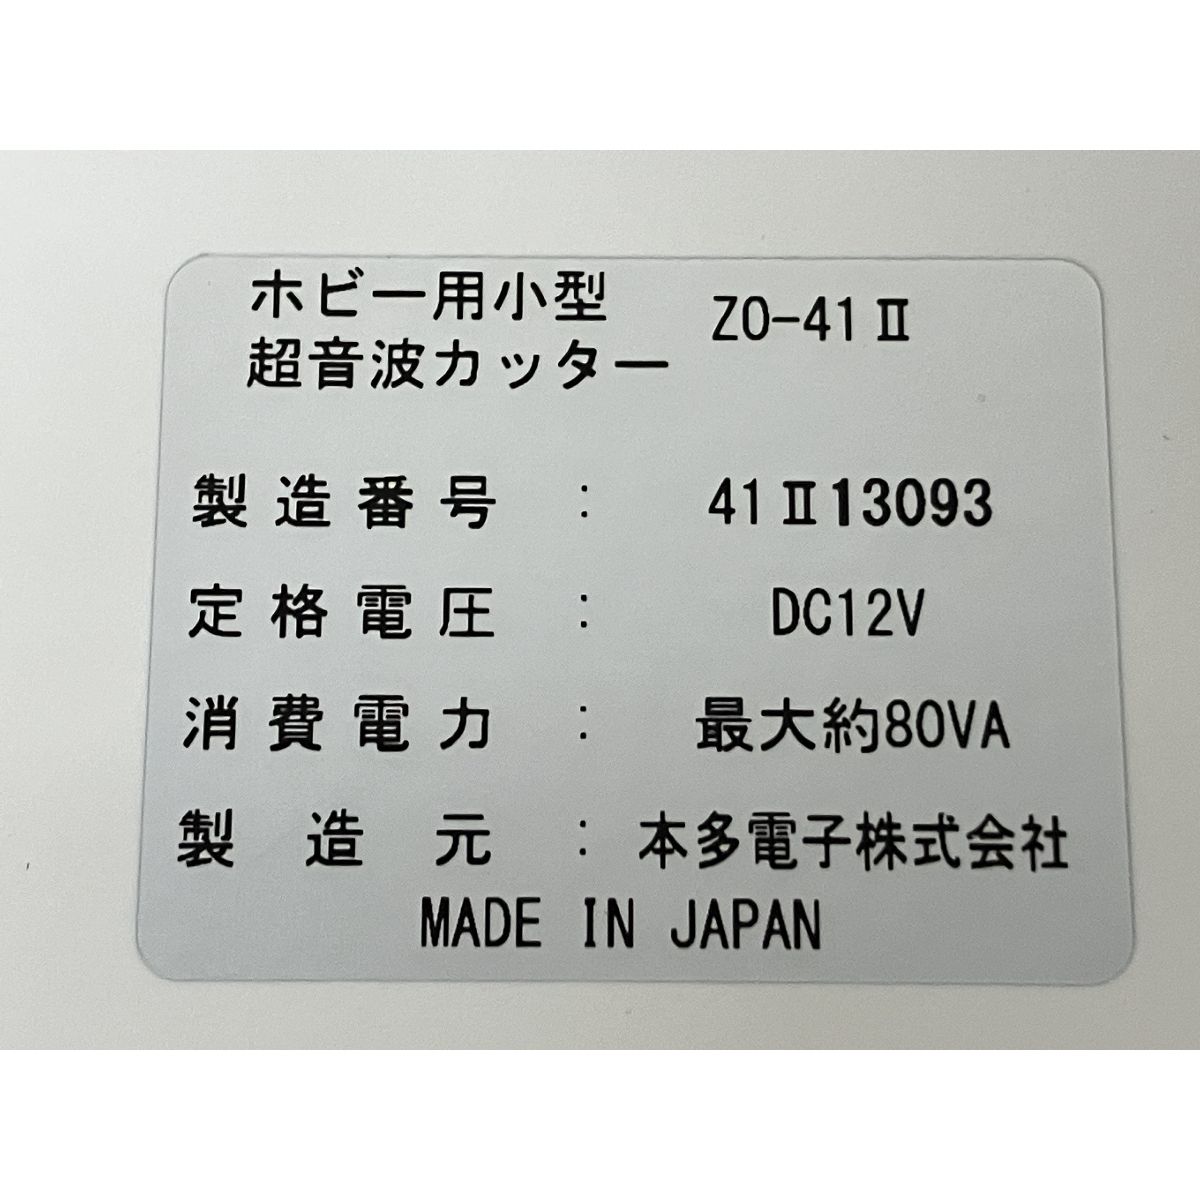 ホビー用小型
超音波カッター ZO-41Ⅱ
製造番号 : 41Ⅱ13093
定格電圧 : DC12V
消費電力 : 最大約80VA
製造元 : 本多電子株式会社
MADE IN JAPAN